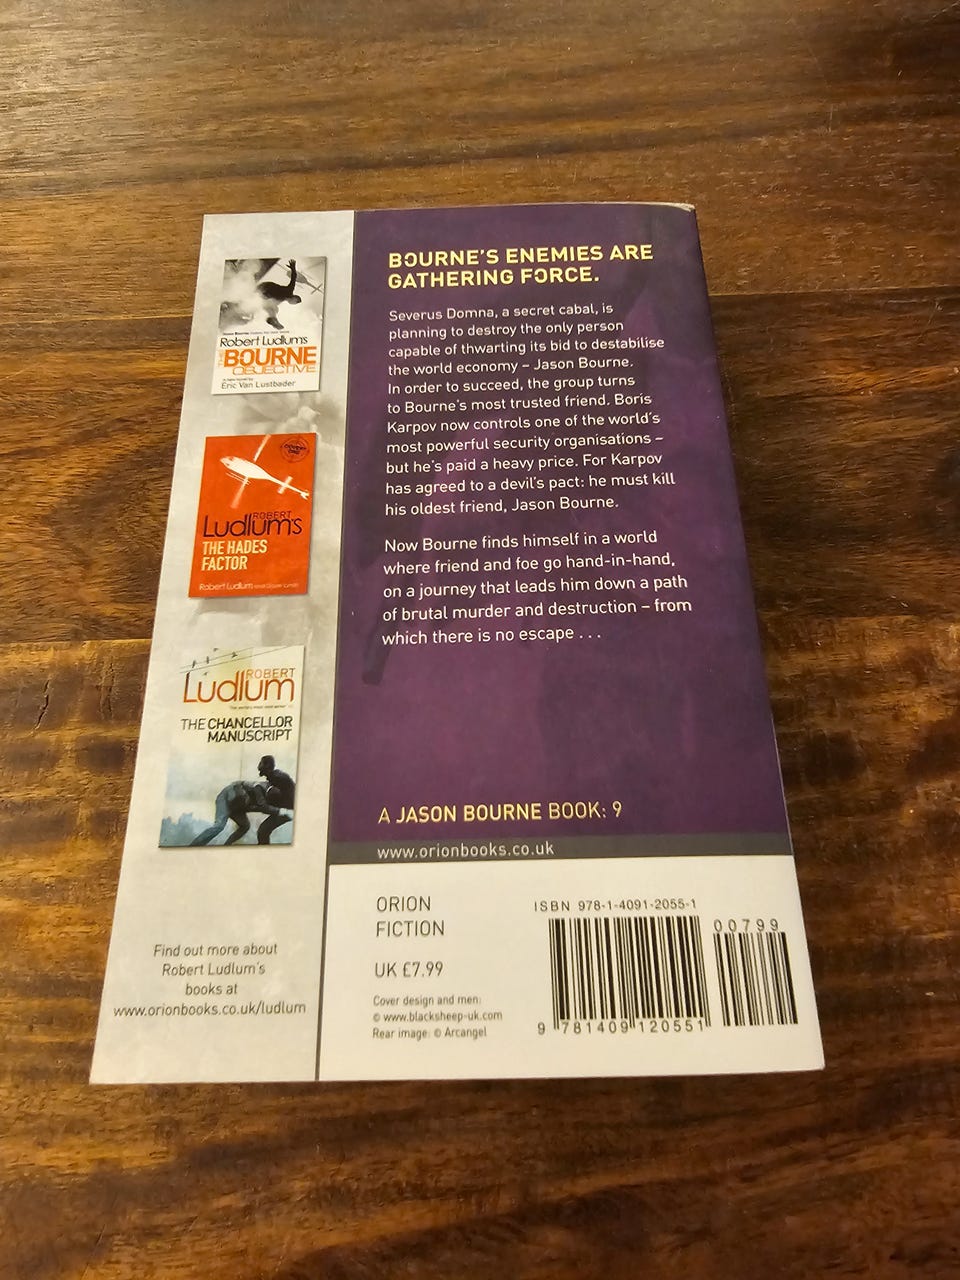 Robert Ludlum's
THE
BOURNE
OBJECTIVE
Eric Van Lustbader
ROBERT
Ludlum's
THE HADES
FACTOR
Robert Ludlum
ROBERT
Ludlum
THE CHANCELLOR
MANUSCRIPT
Find out more about
Robert Ludlum's
books at
www.orionbooks.co.uk/ludlum
BOURNE'S ENEMIES ARE
GATHERING FORCE.
Severus Domna, a secret cabal, is
planning to destroy the only person
capable of thwarting its bid to destabilise
the world economy – Jason Bourne.
In order to succeed, the group turns
to Bourne's most trusted friend. Boris
Karpov now controls one of the world's
most powerful security organisations –
but he's paid a heavy price. For Karpov
has agreed to a devil's pact: he must kill
his oldest friend, Jason Bourne.
Now Bourne finds himself in a world
where friend and foe go hand-in-hand,
on a journey that leads him down a path
of brutal murder and destruction – from
which there is no escape . . .
A JASON BOURNE BOOK: 9
www.orionbooks.co.uk
ORION
FICTION
UK £7.99
Cover design and men:
© www.blacksheep-uk.com
Rear image: © Arcangel
ISBN 978-1-4091-2055-1
00799
9 781409 120551